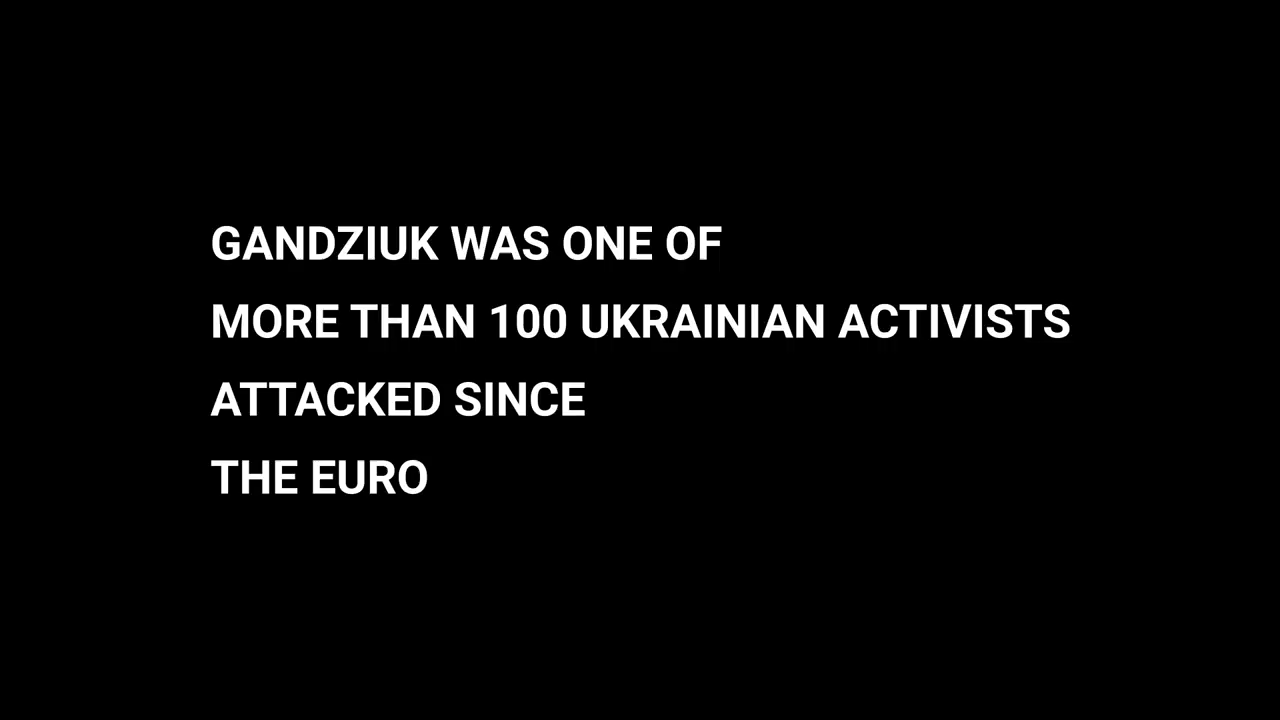 GANDZIUK WAS ONE OF
MORE THAN 100 UKRAINIAN ACTIVISTS
ATTACKED SINCE
THE EURO